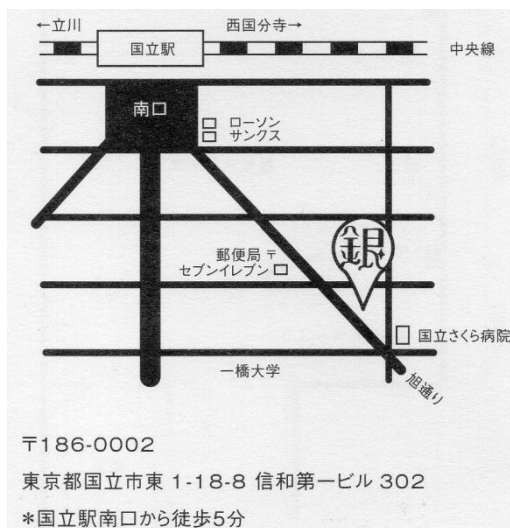 ←立川
西国分寺→
国立駅
中央線
南口
ローソン
サンクス
銀
郵便局 〒
セブンイレブン
国立さくら病院
一橋大学
旭通り
〒186-0002
東京都国立市東 1-18-8 信和第一ビル 302
*国立駅南口から徒歩5分